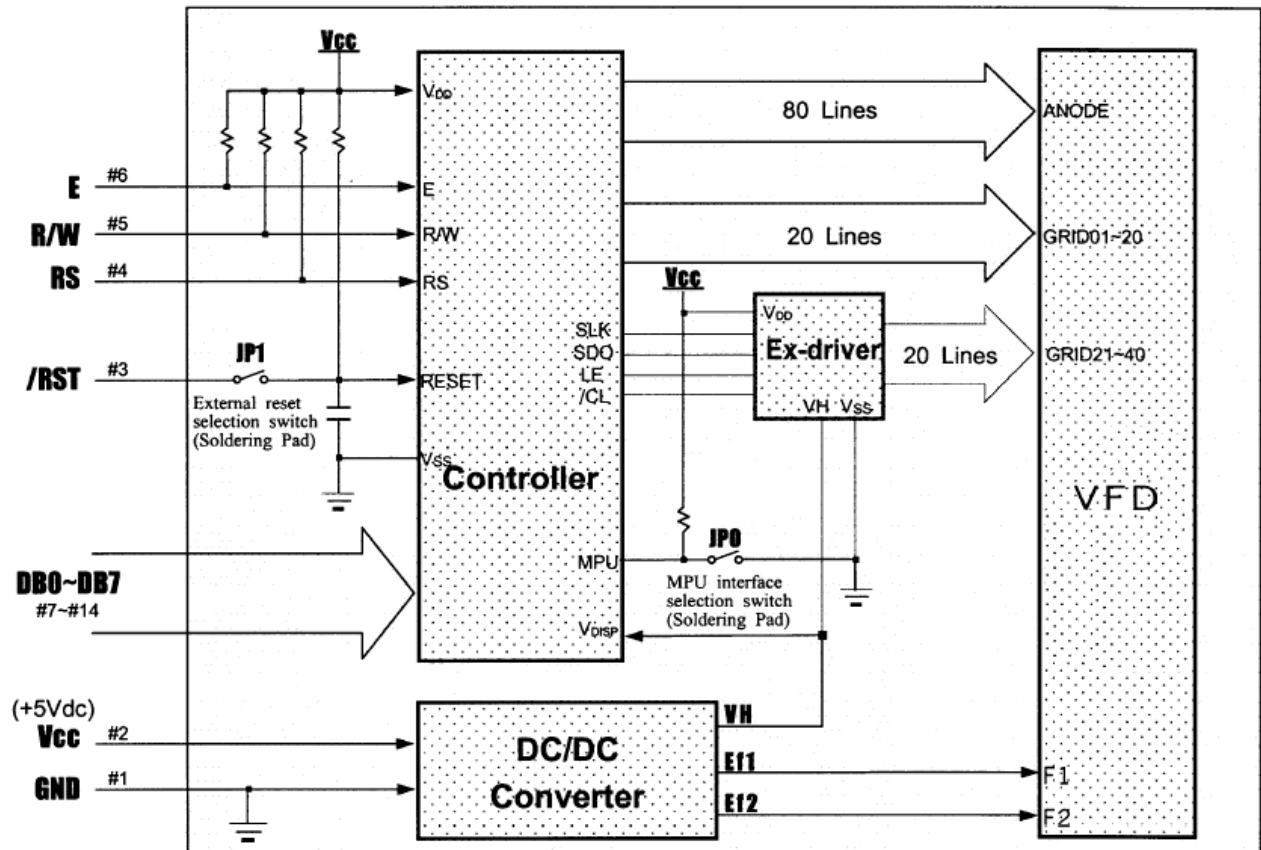 Vcc
VDD
80 Lines
ANODE
E
#6
E
R/W
#5
R/W
20 Lines
GRID01~20
RS
#4
RS
Vcc
VDD
SLK
SDO
LE
/CL
Ex-driver
20 Lines
GRID21~40
VH
VSS
/RST
#3
JP1
RESET
External reset
selection switch
(Soldering Pad)
VSS
Controller
VFD
DB0~DB7
#7~#14
MPU
JP0
MPU interface
selection switch
(Soldering Pad)
VDISP
(+5Vdc)
Vcc
#2
GND
#1
DC/DC
Converter
VH
Ef1
F1
Ef2
F2